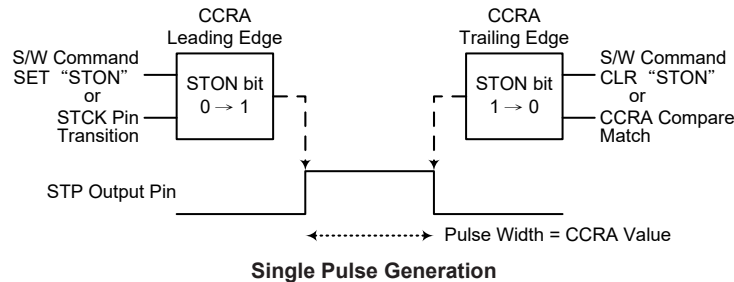 CCRA
Leading Edge
CCRA
Trailing Edge
S/W Command
SET “STON”
or
STCK Pin
Transition
STON bit
0 → 1
STON bit
1 → 0
S/W Command
CLR “STON”
or
CCRA Compare
Match
STP Output Pin
Pulse Width = CCRA Value
Single Pulse Generation